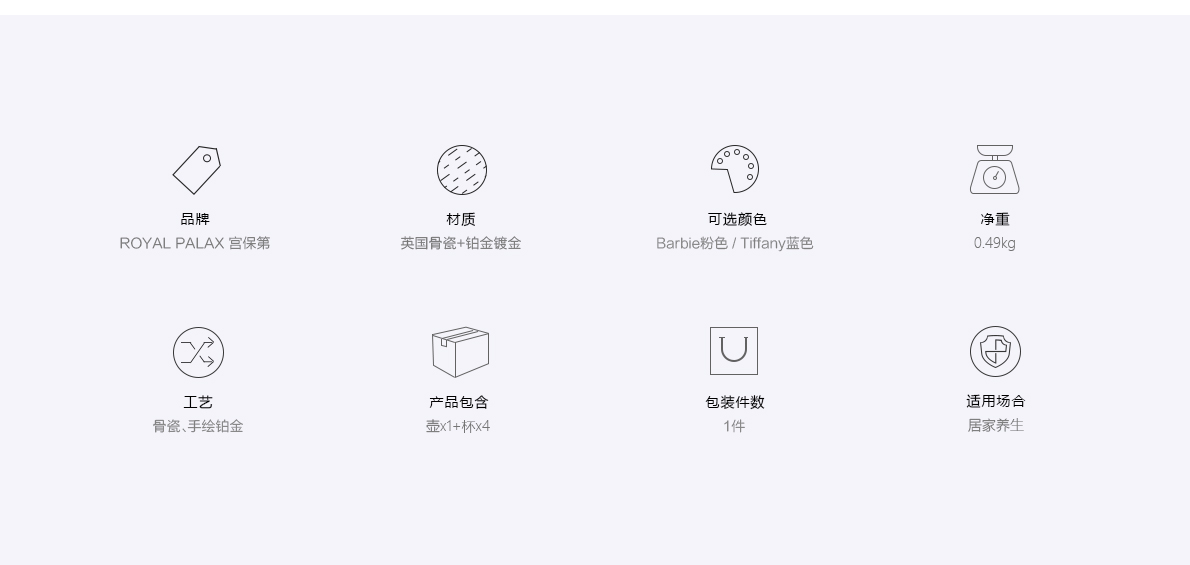 品牌
ROYAL PALAX 宫保第
材质
英国骨瓷+铂金镀金
可选颜色
Barbie粉色 / Tiffany蓝色
净重
0.49kg
工艺
骨瓷、手绘铂金
产品包含
壶x1+杯x4
包装件数
1件
适用场合
居家养生